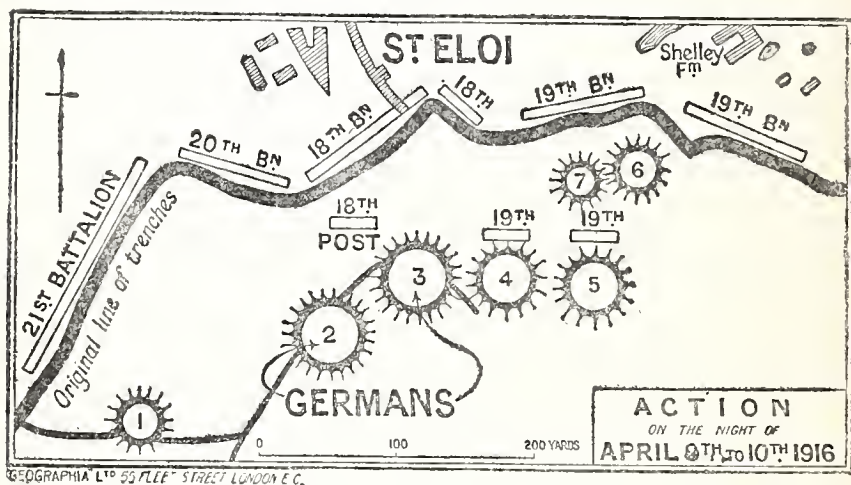 ST ELOI
Shelley
Fm
18TH
19TH BN
19TH BN
18TH BN
20TH BN
21ST BATTALION
Original line of trenches
7
6
18TH
POST
19TH
19TH
3
4
5
2
1
GERMANS
0 100 200 YARDS
ACTION
ON THE NIGHT OF
APRIL 9TH TO 10TH 1916
GEOGRAPHIA LTD 55 FLEET STREET LONDON E.C.